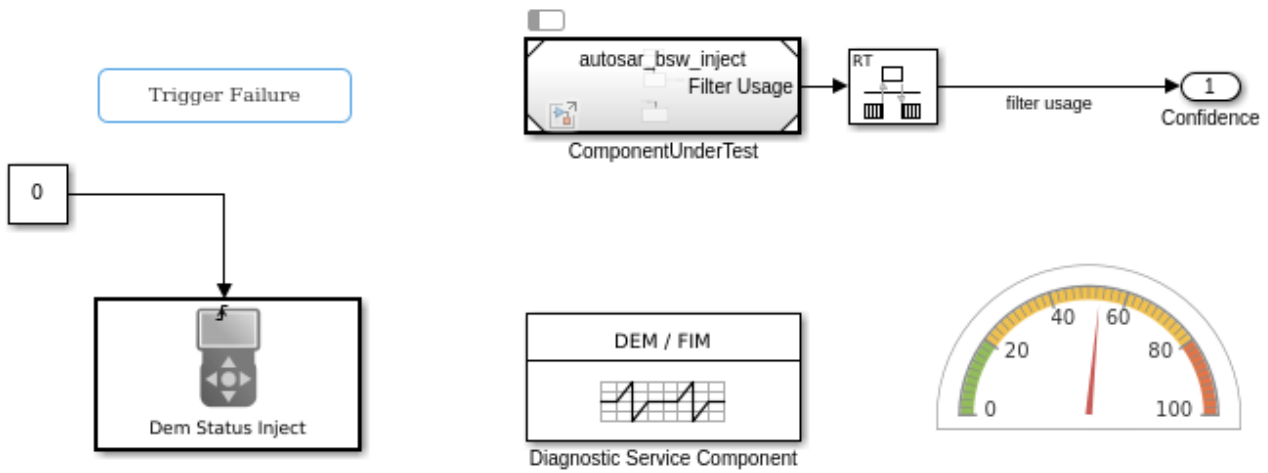 autosar_bsw_inject
Filter Usage
ComponentUnderTest
RT
filter usage
1
Confidence
Trigger Failure
0
Dem Status Inject
DEM / FIM
Diagnostic Service Component
0
20
40
60
80
100